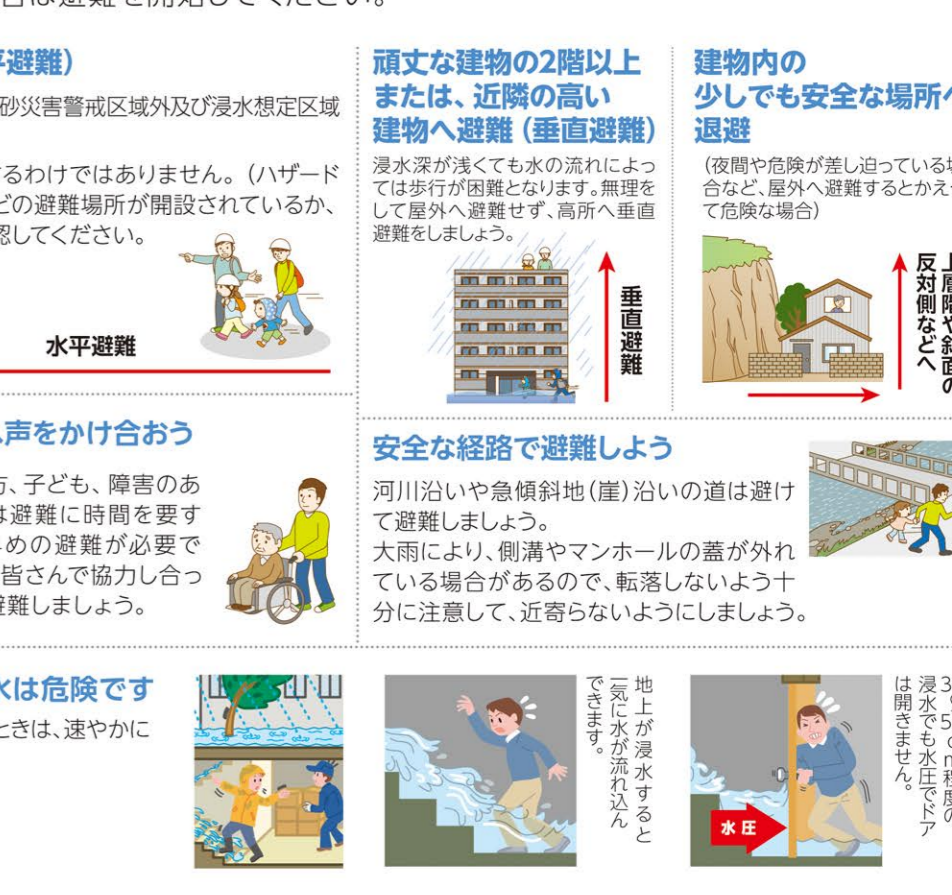 合は避難を開始してください。
平避難）
砂災害警戒区域外及び浸水想定区域
るわけではありません。（ハザード
どの避難場所が開設されているか、
認してください。
水平避難
頑丈な建物の2階以上
または、近隣の高い
建物へ避難（垂直避難）
浸水深が浅くても水の流れによっ
ては歩行が困難となります。無理を
して屋外へ避難せず、高所へ垂直
避難をしましょう。
垂直避難
建物内の
少しでも安全な場所へ
退避
（夜間や危険が差し迫っている場
合など、屋外へ避難するとかえっ
て危険な場合）
上層階や斜面の
反対側などへ
声をかけ合おう
方、子ども、障害のあ
は避難に時間を要す
めの避難が必要で
皆さんで協力し合っ
避難しましょう。
安全な経路で避難しよう
河川沿いや急傾斜地（崖）沿いの道は避け
て避難しましょう。
大雨により、側溝やマンホールの蓋が外れ
ている場合があるので、転落しないよう十
分に注意して、近寄らないようにしましょう。
水は危険です
ときは、速やかに
地上が浸水すると
一気に水が流れ込ん
できます。
水圧
浸水でも水圧でドア
は開きません。